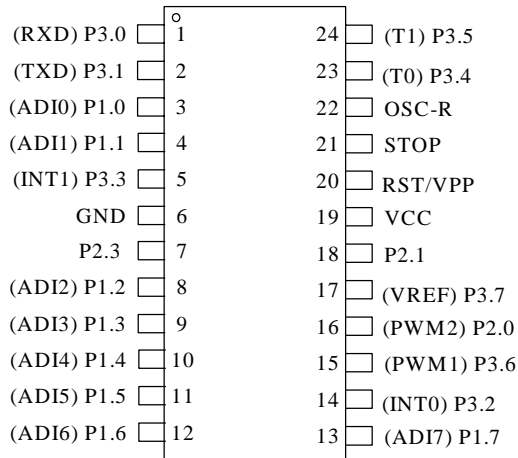 (RXD) P3.0 1 24 (T1) P3.5
(TXD) P3.1 2 23 (T0) P3.4
(ADI0) P1.0 3 22 OSC-R
(ADI1) P1.1 4 21 STOP
(INT1) P3.3 5 20 RST/VPP
GND 6 19 VCC
P2.3 7 18 P2.1
(ADI2) P1.2 8 17 (VREF) P3.7
(ADI3) P1.3 9 16 (PWM2) P2.0
(ADI4) P1.4 10 15 (PWM1) P3.6
(ADI5) P1.5 11 14 (INT0) P3.2
(ADI6) P1.6 12 13 (ADI7) P1.7